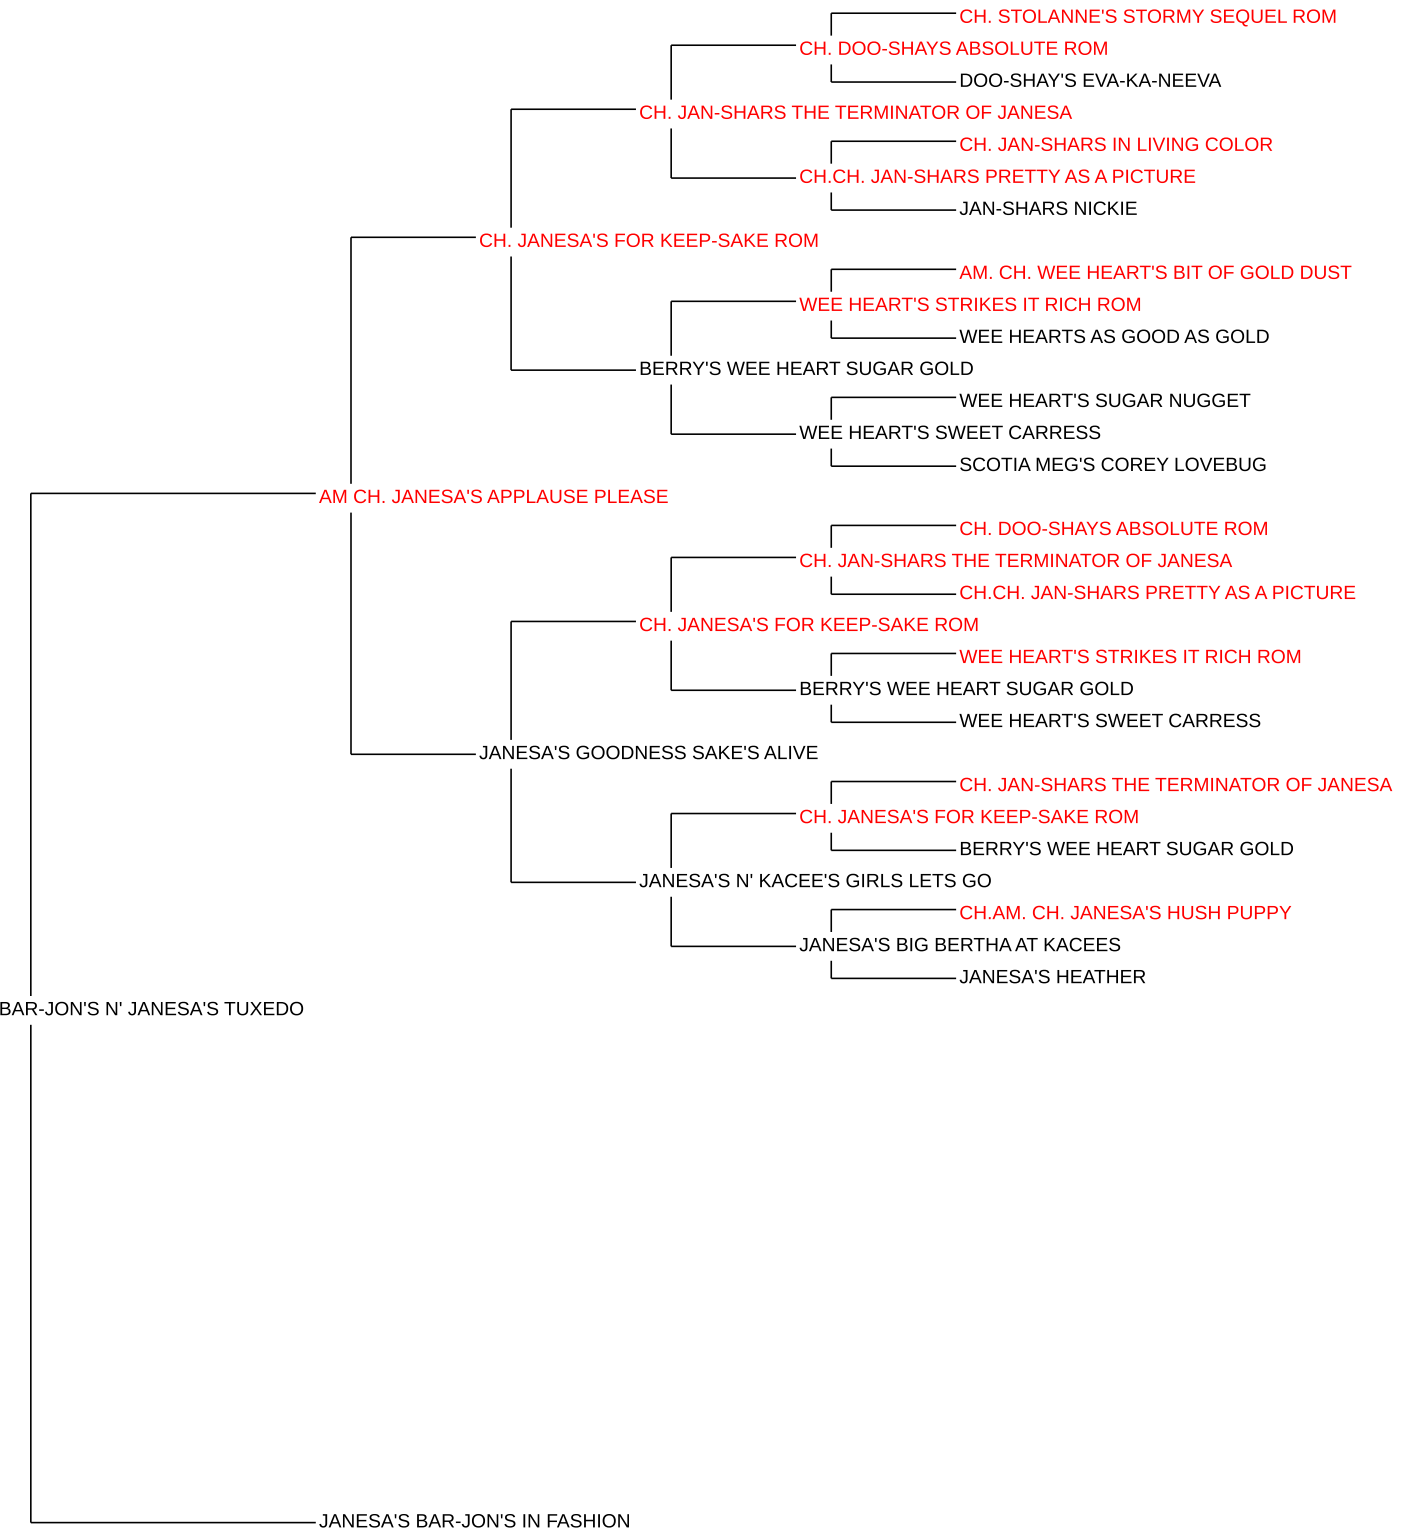 CH. STOLANNE'S STORMY SEQUEL ROM
CH. DOO-SHAYS ABSOLUTE ROM
DOO-SHAY'S EVA-KA-NEEVA
CH. JAN-SHARS THE TERMINATOR OF JANESA
CH. JAN-SHARS IN LIVING COLOR
CH.CH. JAN-SHARS PRETTY AS A PICTURE
JAN-SHARS NICKIE
CH. JANESA'S FOR KEEP-SAKE ROM
AM. CH. WEE HEART'S BIT OF GOLD DUST
WEE HEART'S STRIKES IT RICH ROM
WEE HEARTS AS GOOD AS GOLD
BERRY'S WEE HEART SUGAR GOLD
WEE HEART'S SUGAR NUGGET
WEE HEART'S SWEET CARRESS
SCOTIA MEG'S COREY LOVEBUG
AM CH. JANESA'S APPLAUSE PLEASE
CH. DOO-SHAYS ABSOLUTE ROM
CH. JAN-SHARS THE TERMINATOR OF JANESA
CH.CH. JAN-SHARS PRETTY AS A PICTURE
CH. JANESA'S FOR KEEP-SAKE ROM
WEE HEART'S STRIKES IT RICH ROM
BERRY'S WEE HEART SUGAR GOLD
WEE HEART'S SWEET CARRESS
JANESA'S GOODNESS SAKE'S ALIVE
CH. JAN-SHARS THE TERMINATOR OF JANESA
CH. JANESA'S FOR KEEP-SAKE ROM
BERRY'S WEE HEART SUGAR GOLD
JANESA'S N' KACEE'S GIRLS LETS GO
CH.AM. CH. JANESA'S HUSH PUPPY
JANESA'S BIG BERTHA AT KACEES
JANESA'S HEATHER
BAR-JON'S N' JANESA'S TUXEDO
JANESA'S BAR-JON'S IN FASHION